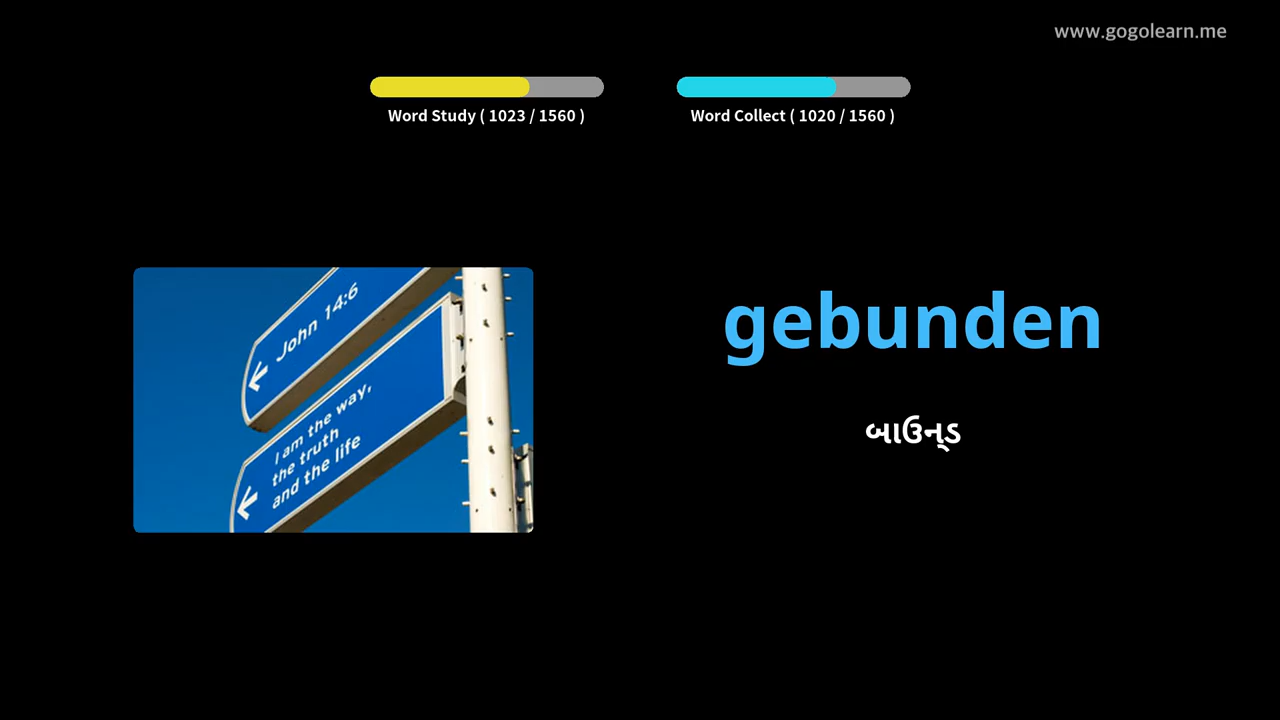 www.gogolearn.me
Word Study ( 1023 / 1560 )
Word Collect ( 1020 / 1560 )
John 14:6
I am the way,
the truth
and the life
gebunden
બાઉન્ડ